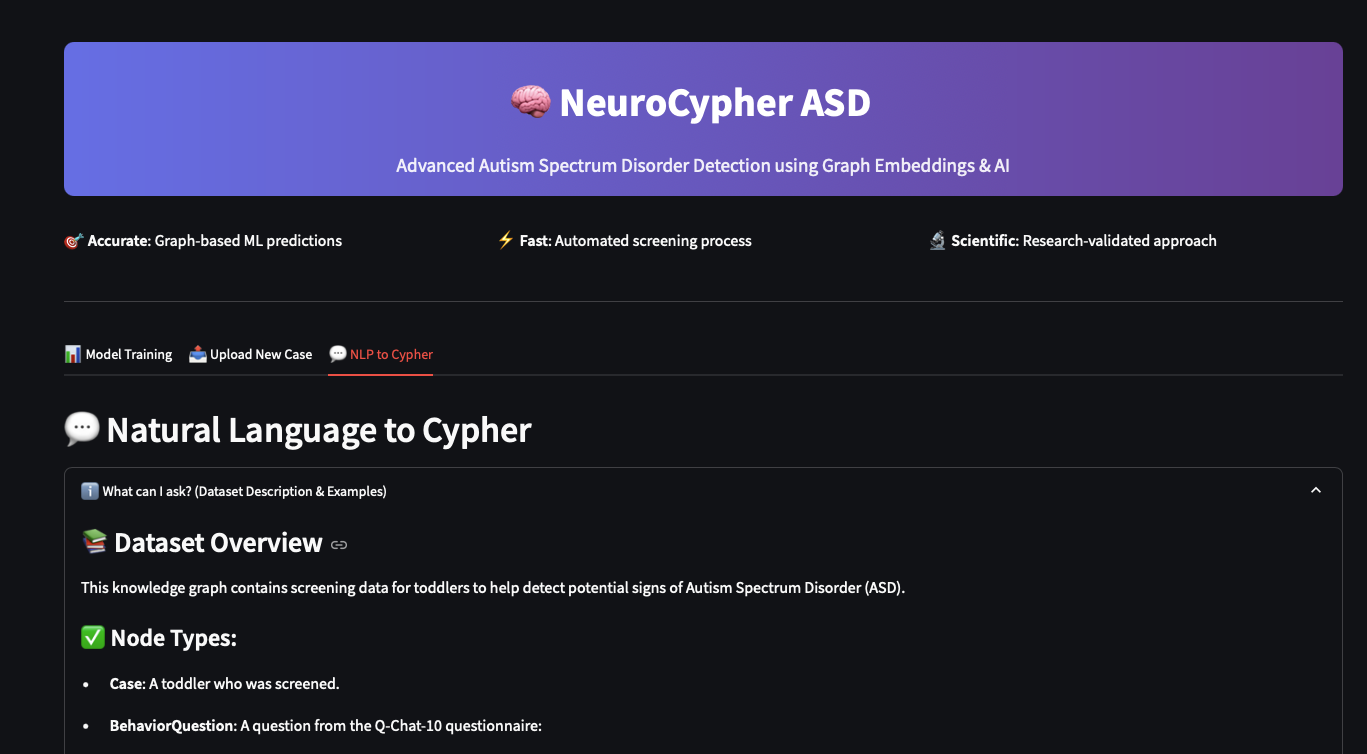 🧠 NeuroCypher ASD
Advanced Autism Spectrum Disorder Detection using Graph Embeddings & AI
🎯 Accurate: Graph-based ML predictions
⚡ Fast: Automated screening process
🔬 Scientific: Research-validated approach
📊 Model Training
📤 Upload New Case
💬 NLP to Cypher
💬 Natural Language to Cypher
ℹ️ What can I ask? (Dataset Description & Examples)
📚 Dataset Overview
This knowledge graph contains screening data for toddlers to help detect potential signs of Autism Spectrum Disorder (ASD).
✅ Node Types:
• Case: A toddler who was screened.
• BehaviorQuestion: A question from the Q-Chat-10 questionnaire: